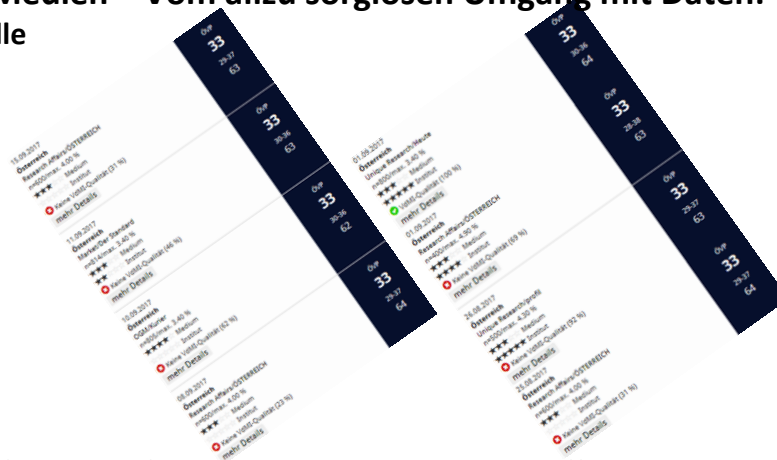 Medien – Vom allzu sorglosen Umgang mit Daten.
lle
15.09.2017
Österreich
Research Affairs/ÖSTERREICH
n=600/max. 4.00 %
★★★ Medium
Institut
Keine VdMI-Qualität (31 %)
mehr Details
ÖVP
33
29-37
63
11.09.2017
Österreich
Market/Der Standard
n=814/max. 3.40 %
★★★ Medium
★★ Institut
Keine VdMI-Qualität (46 %)
mehr Details
ÖVP
33
30-36
63
10.09.2017
Österreich
OGM/Kurier
n=806/max. 3.40 %
Medium
★★★★ Institut
Keine VdMI-Qualität (62 %)
mehr Details
ÖVP
33
30-36
62
08.09.2017
Österreich
Research Affairs/ÖSTERREICH
n=600/max. 4.00 %
★★★ Medium
Institut
Keine VdMI-Qualität (23 %)
mehr Details
ÖVP
33
29-37
64
01.09.2017
Österreich
Unique Research/Heute
n=800/max. 3.40 %
★★★ Medium
★★★★★ Institut
VdMI-Qualität (100 %)
mehr Details
ÖVP
33
30-36
64
01.09.2017
Österreich
Research Affairs/ÖSTERREICH
n=400/max. 4.90 %
★★★ Medium
★★★★ Institut
Keine VdMI-Qualität (69 %)
mehr Details
ÖVP
33
28-38
63
26.08.2017
Österreich
Unique Research/profil
n=500/max. 4.30 %
★★★ Medium
★★★★★ Institut
Keine VdMI-Qualität (92 %)
mehr Details
ÖVP
33
29-37
63
25.08.2017
Österreich
Research Affairs/ÖSTERREICH
n=600/max. 4.00 %
★★★ Medium
Institut
Keine VdMI-Qualität (31 %)
mehr Details
ÖVP
33
29-37
64